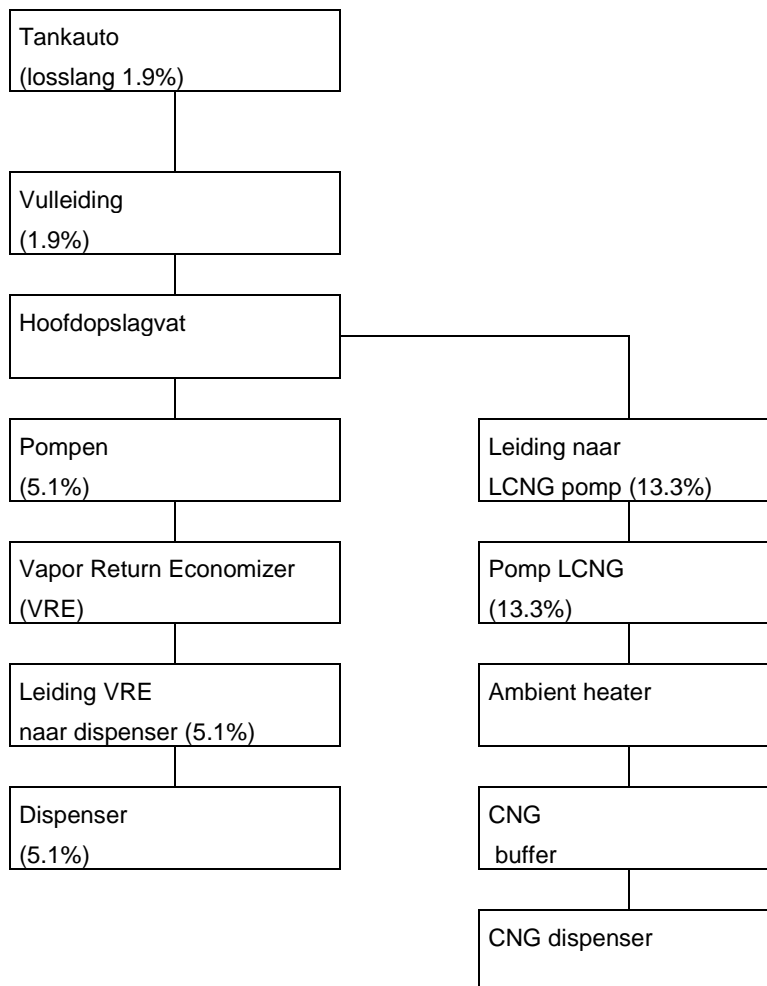 Tankauto
(losslang 1.9%)
Vulleiding
(1.9%)
Hoofdopslagvat
Pompen
(5.1%)
Vapor Return Economizer
(VRE)
Leiding VRE
naar dispenser (5.1%)
Dispenser
(5.1%)
Leiding naar
LCNG pomp (13.3%)
Pomp LCNG
(13.3%)
Ambient heater
CNG
buffer
CNG dispenser